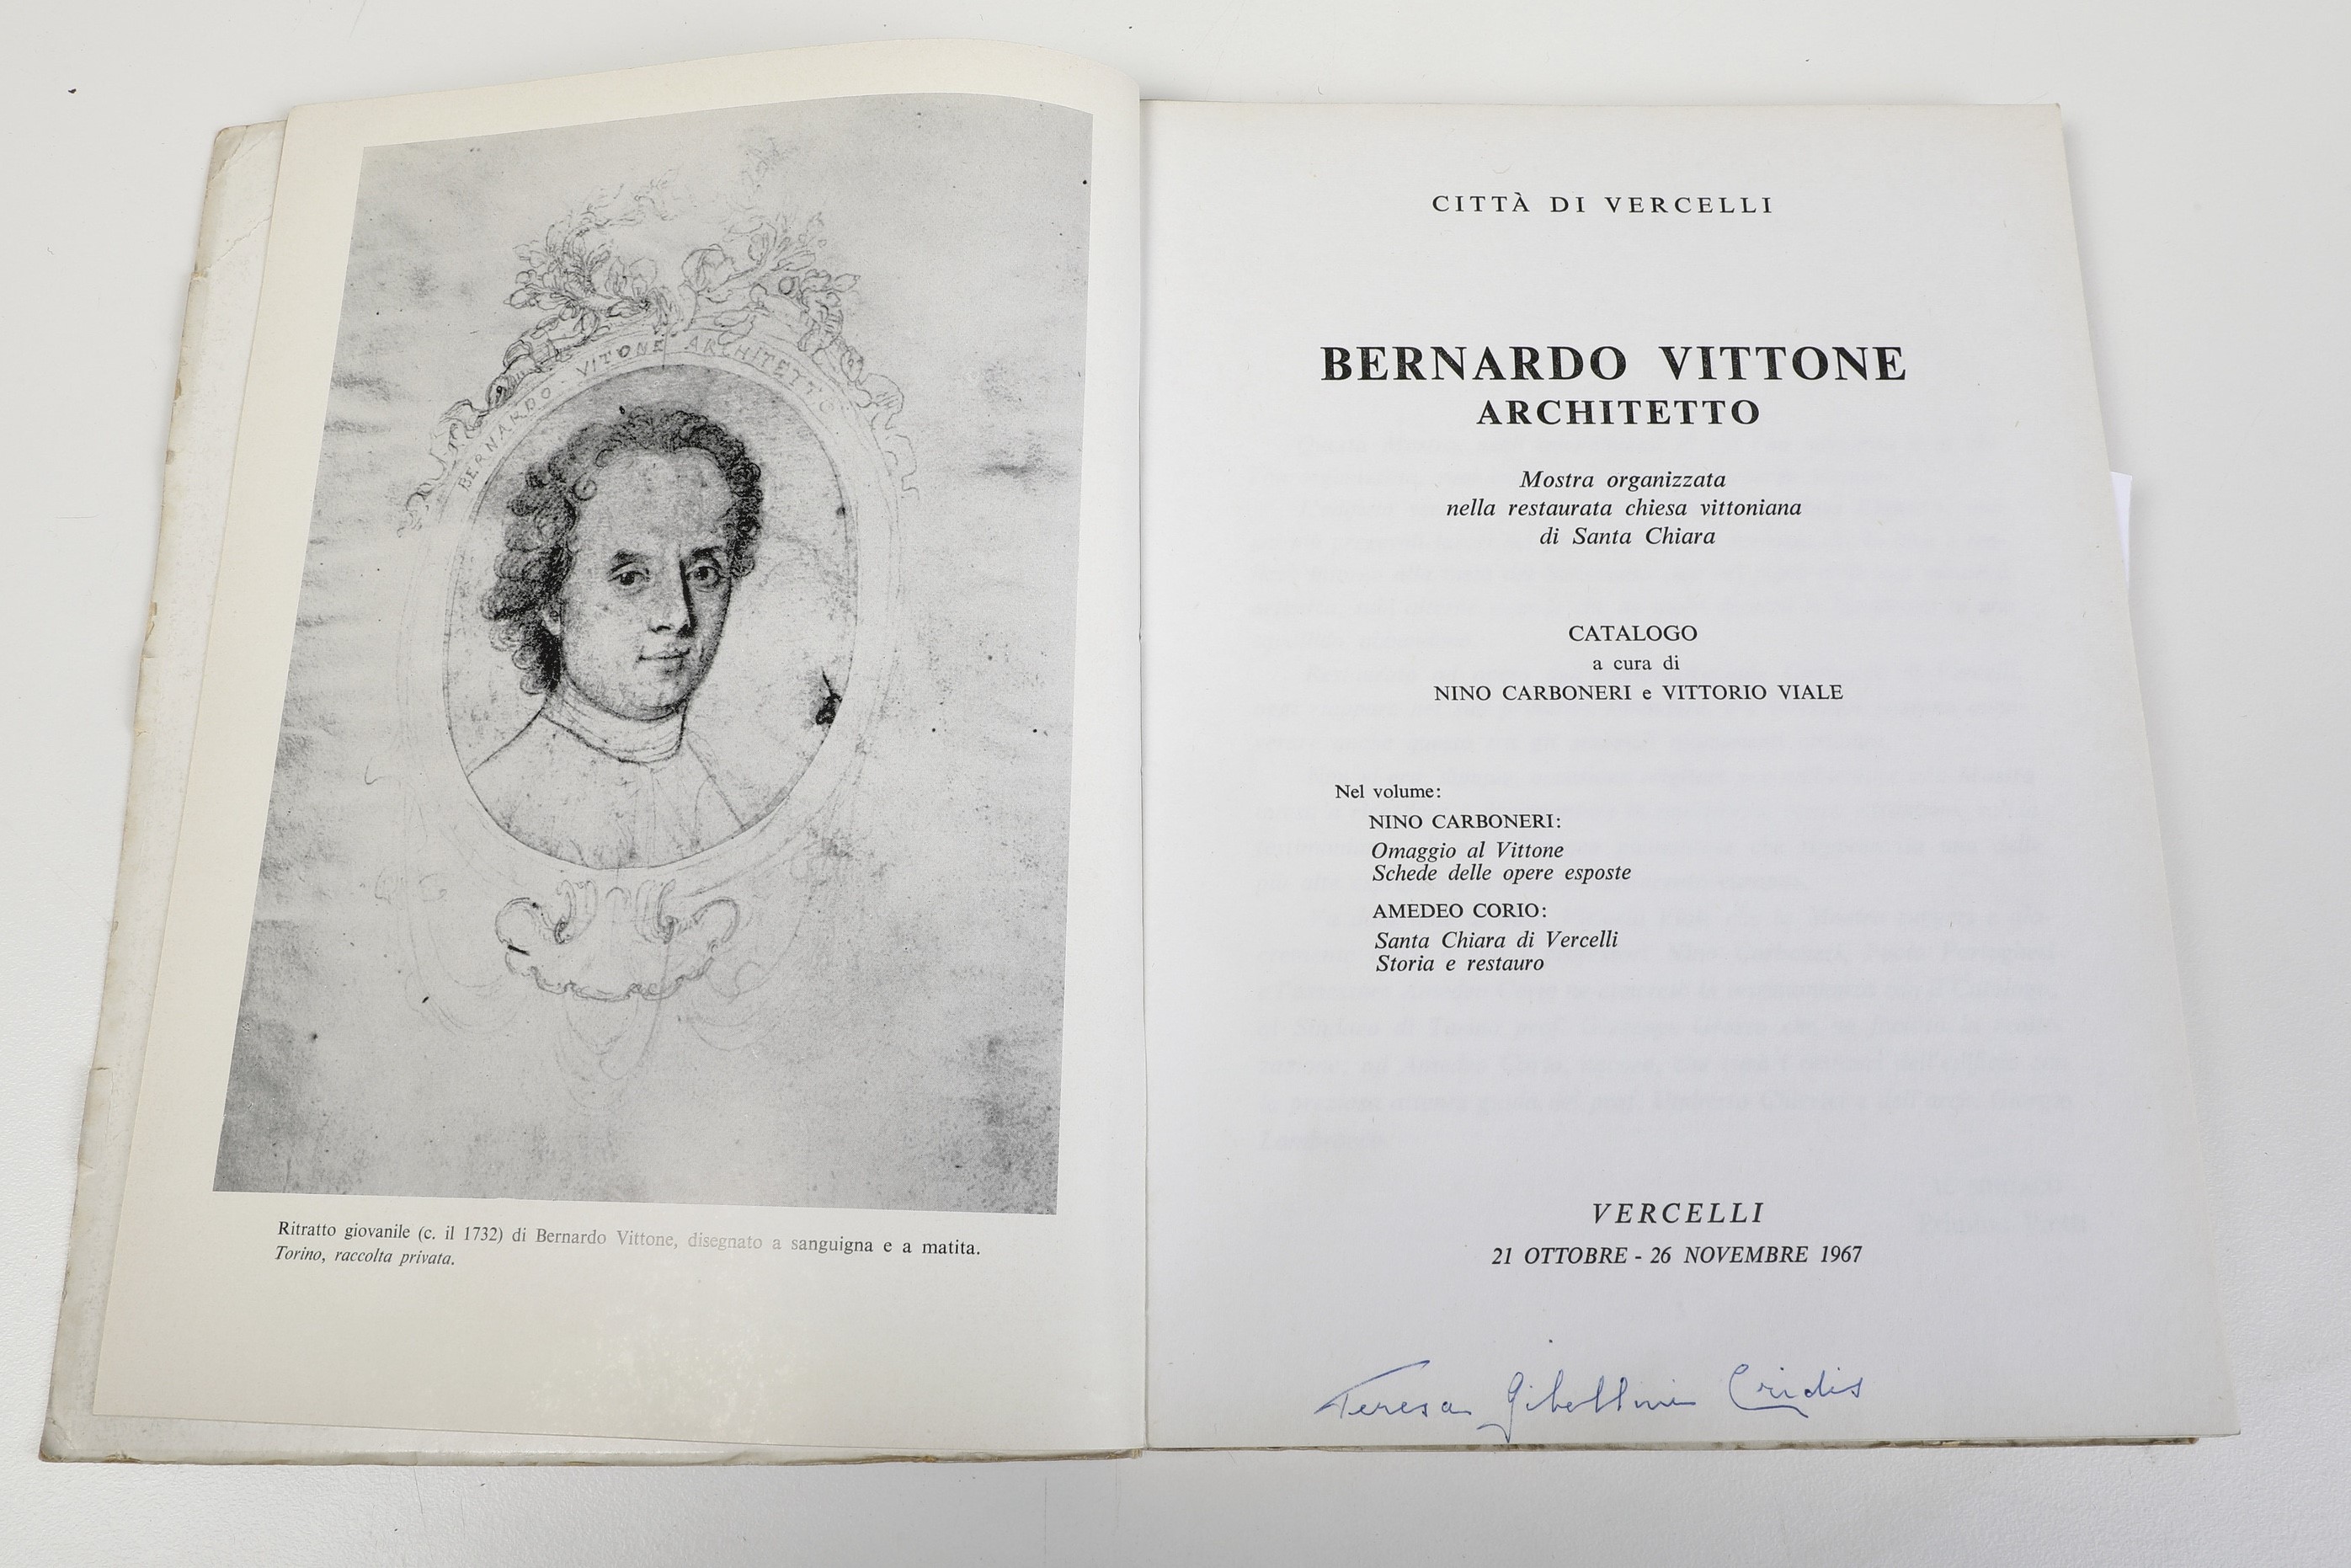 BERNARDO VITTONE ARCHITETTO
Ritratto giovanile (c. il 1732) di Bernardo Vittone, disegnato a sanguigna e a matita.
Torino, raccolta privata.
CITTÀ DI VERCELLI
BERNARDO VITTONE
ARCHITETTO
Mostra organizzata
nella restaurata chiesa vittoniana
di Santa Chiara
CATALOGO
a cura di
NINO CARBONERI e VITTORIO VIALE
Nel volume:
NINO CARBONERI:
Omaggio al Vittone
Schede delle opere esposte
AMEDEO CORIO:
Santa Chiara di Vercelli
Storia e restauro
VERCELLI
21 OTTOBRE - 26 NOVEMBRE 1967
Teresa Gibellini Cridis